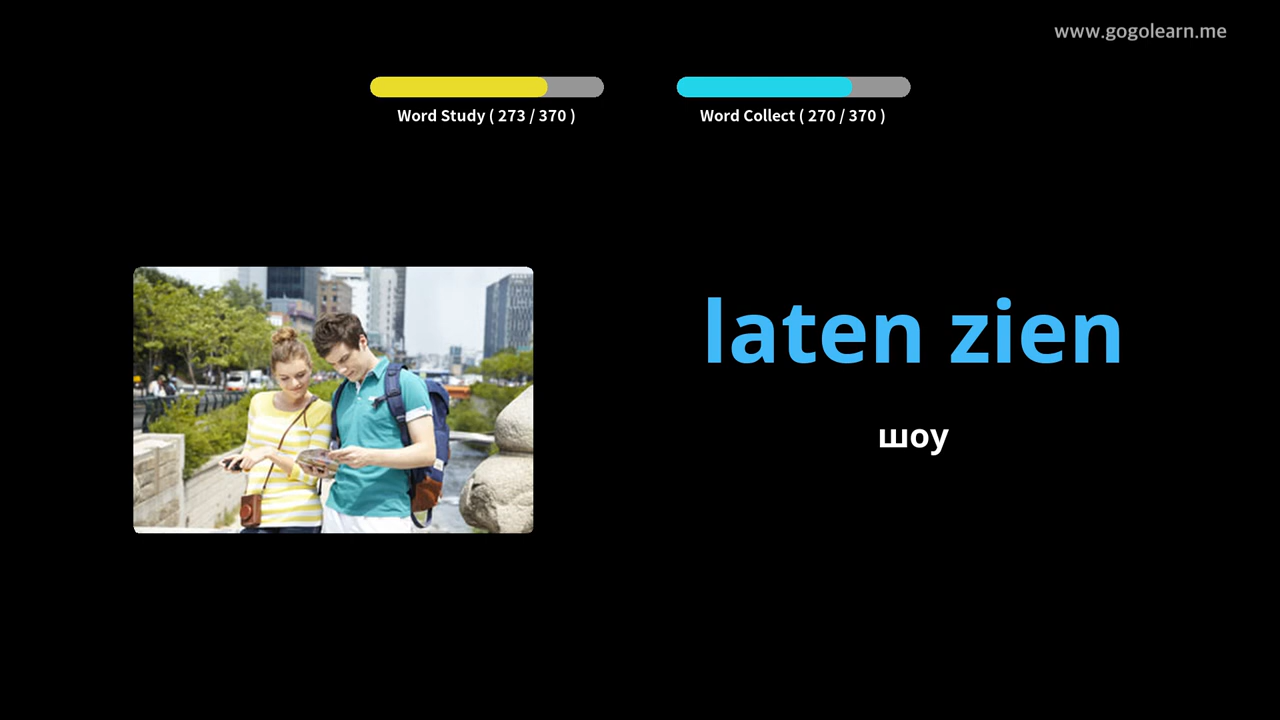 www.gogolearn.me
Word Study ( 273 / 370 )
Word Collect ( 270 / 370 )
laten zien
шоу